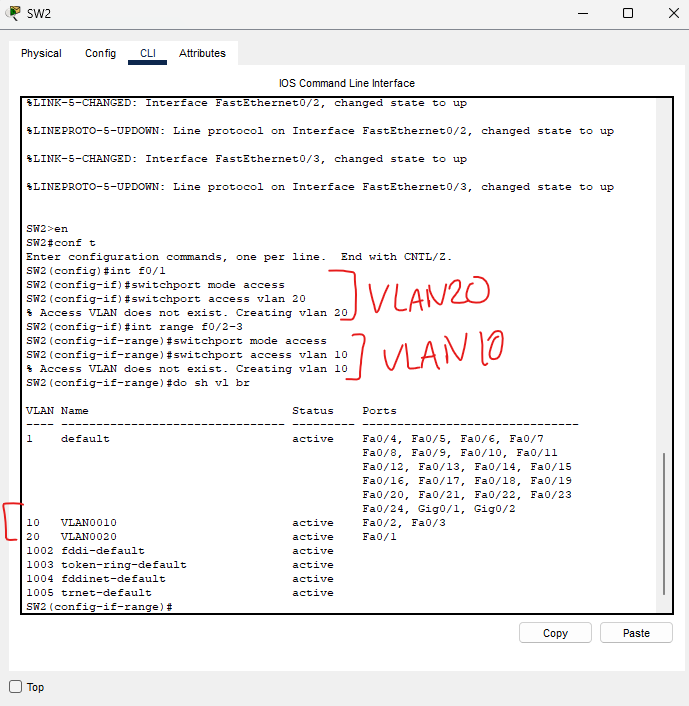 SW2
Physical Config CLI Attributes
IOS Command Line Interface
%LINK-5-CHANGED: Interface FastEthernet0/2, changed state to up
%LINEPROTO-5-UPDOWN: Line protocol on Interface FastEthernet0/2, changed state to up
%LINK-5-CHANGED: Interface FastEthernet0/3, changed state to up
%LINEPROTO-5-UPDOWN: Line protocol on Interface FastEthernet0/3, changed state to up
SW2>en
SW2#conf t
Enter configuration commands, one per line.  End with CNTL/Z.
SW2(config)#int f0/1
SW2(config-if)#switchport mode access
SW2(config-if)#switchport access vlan 20
% Access VLAN does not exist. Creating vlan 20
VLAN20
SW2(config-if)#int range f0/2-3
SW2(config-if-range)#switchport mode access
SW2(config-if-range)#switchport access vlan 10
% Access VLAN does not exist. Creating vlan 10
VLAN10
SW2(config-if-range)#do sh vl br
VLAN Name                             Status    Ports
---- -------------------------------- --------- -------------------------------
1    default                          active    Fa0/4, Fa0/5, Fa0/6, Fa0/7
Fa0/8, Fa0/9, Fa0/10, Fa0/11
Fa0/12, Fa0/13, Fa0/14, Fa0/15
Fa0/16, Fa0/17, Fa0/18, Fa0/19
Fa0/20, Fa0/21, Fa0/22, Fa0/23
Fa0/24, Gig0/1, Gig0/2
10   VLAN0010                         active    Fa0/2, Fa0/3
20   VLAN0020                         active    Fa0/1
1002 fddi-default                     active
1003 token-ring-default               active
1004 fddinet-default                  active
1005 trnet-default                    active
SW2(config-if-range)#
Copy Paste
Top